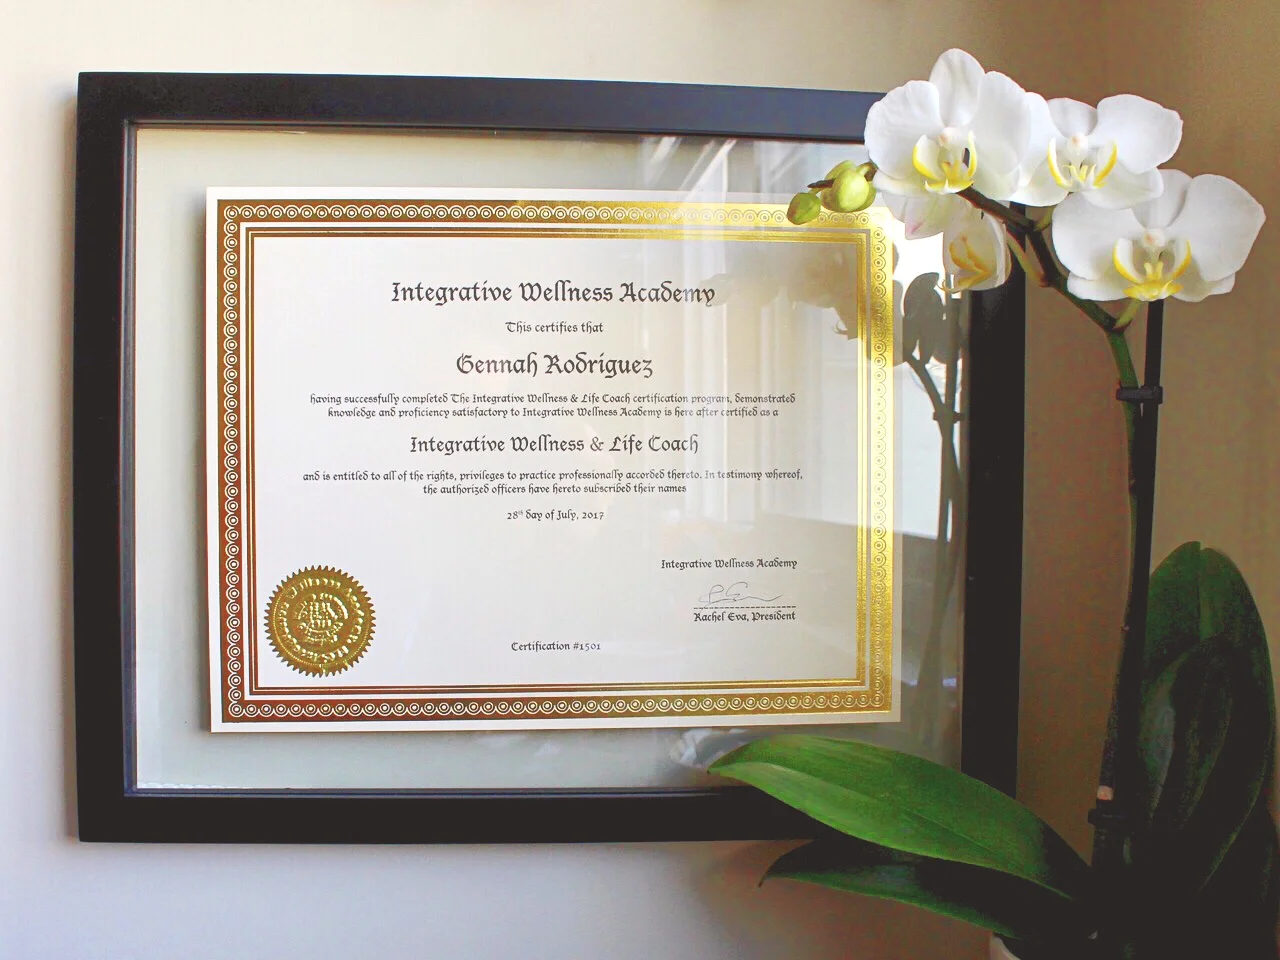 Integrative Wellness Academy
This certifies that
Gennah Rodriguez
having successfully completed The Integrative Wellness & Life Coach certification program, demonstrated
knowledge and proficiency satisfactory to Integrative Wellness Academy is here after certified as a
Integrative Wellness & Life Coach
and is entitled to all of the rights, privileges to practice professionally accorded thereto. In testimony whereof,
the authorized officers have hereto subscribed their names
28th day of July, 2017
Integrative Wellness Academy
Rachel Eva, President
Certification #1501